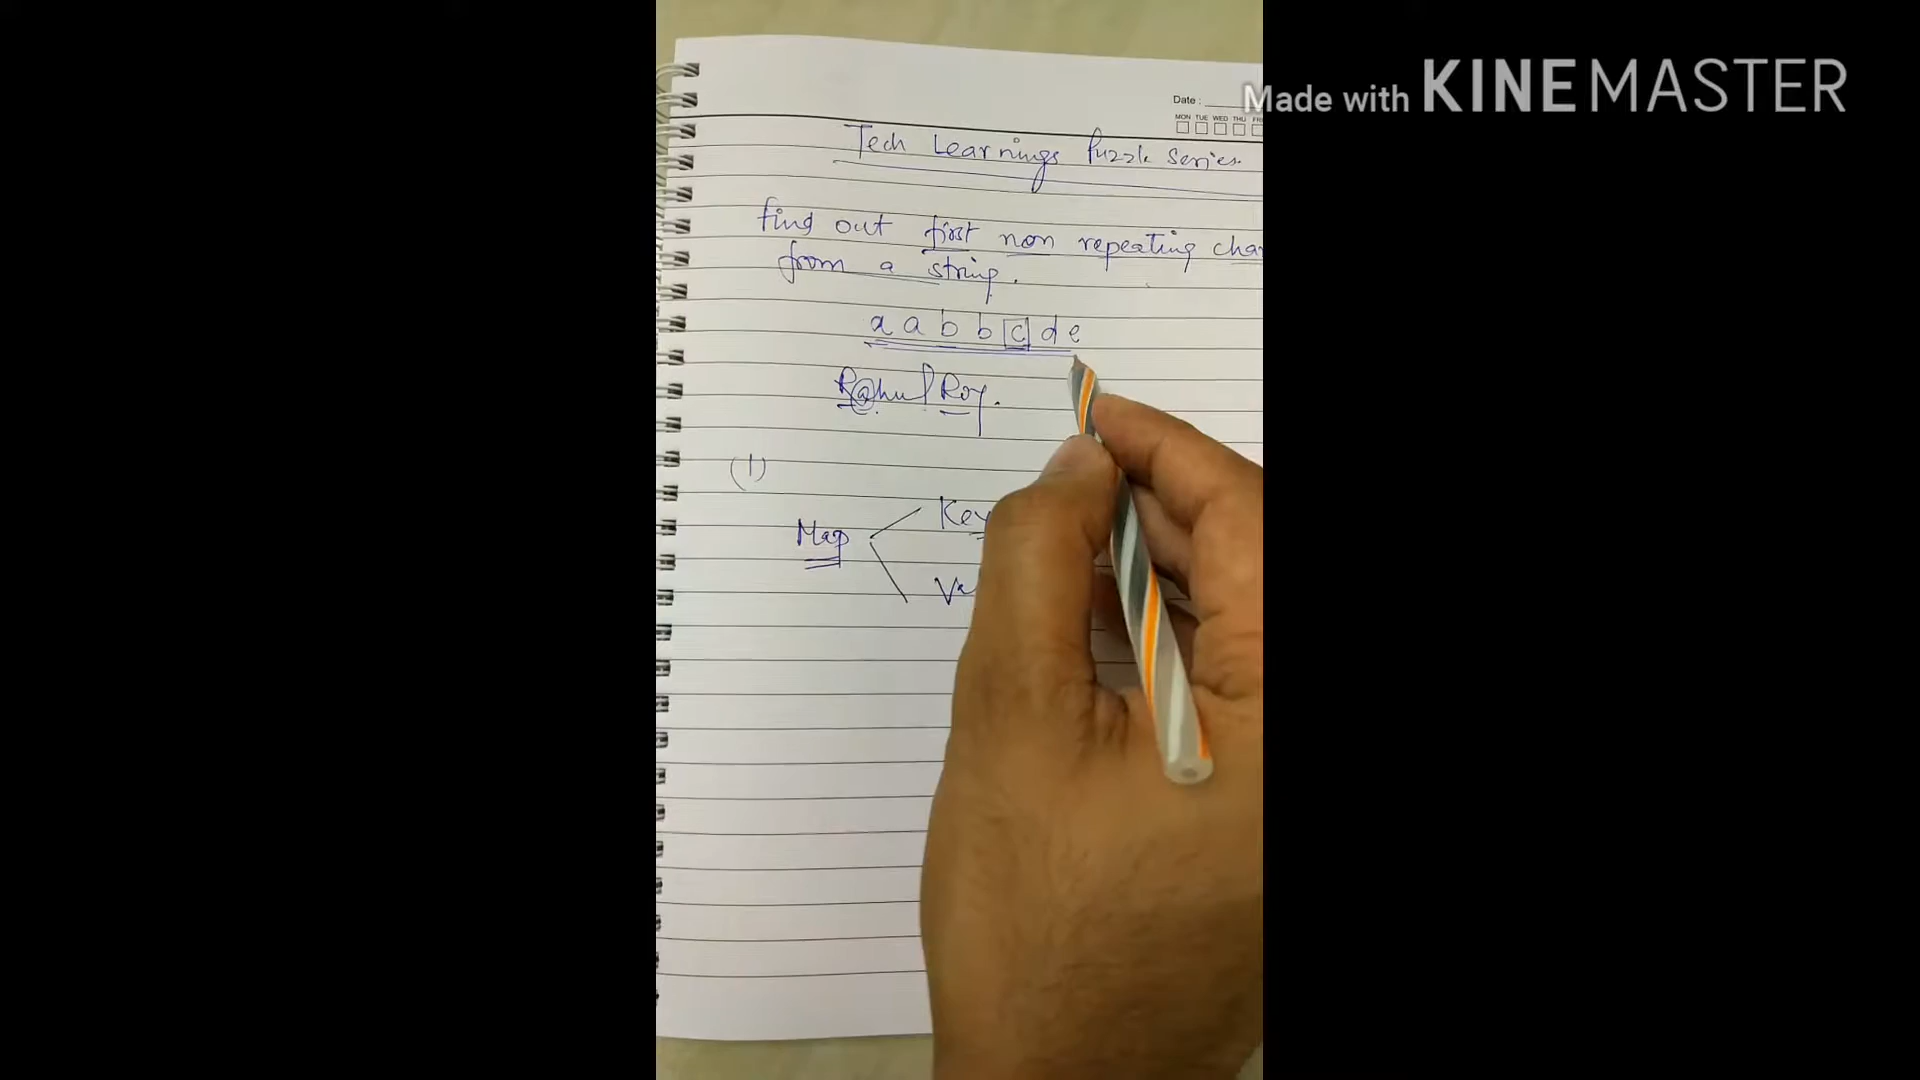 Made with KINEMASTER
Date :
MON TUE WED THU
Tech Learnings Puzzle Series.
find out first non repeating
from a string.
a a b b c d e
Rahul Roy.
(1)
Map
Key